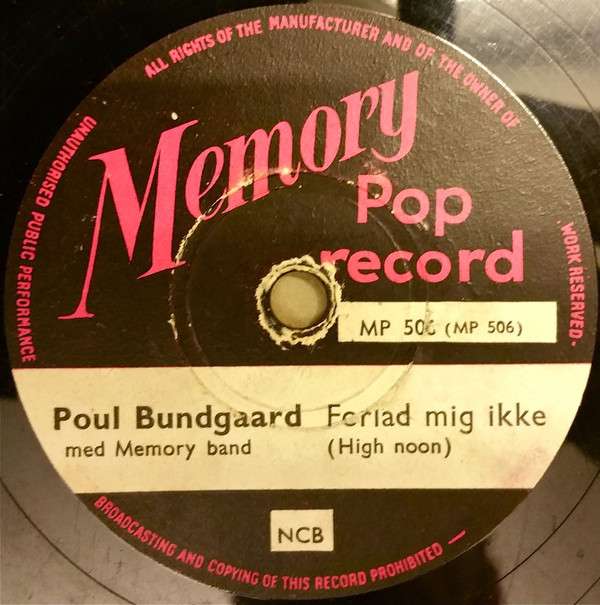 ALL RIGHTS OF THE MANUFACTURER AND OF THE OWNER OF WORK RESERVED.
Memory
Pop
record
MP 506 (MP 506)
Poul Bundgaard Forlad mig ikke
med Memory band (High noon)
NCB
UNAUTHORISED PUBLIC PERFORMANCE
BROADCASTING AND COPYING OF THIS RECORD PROHIBITED —